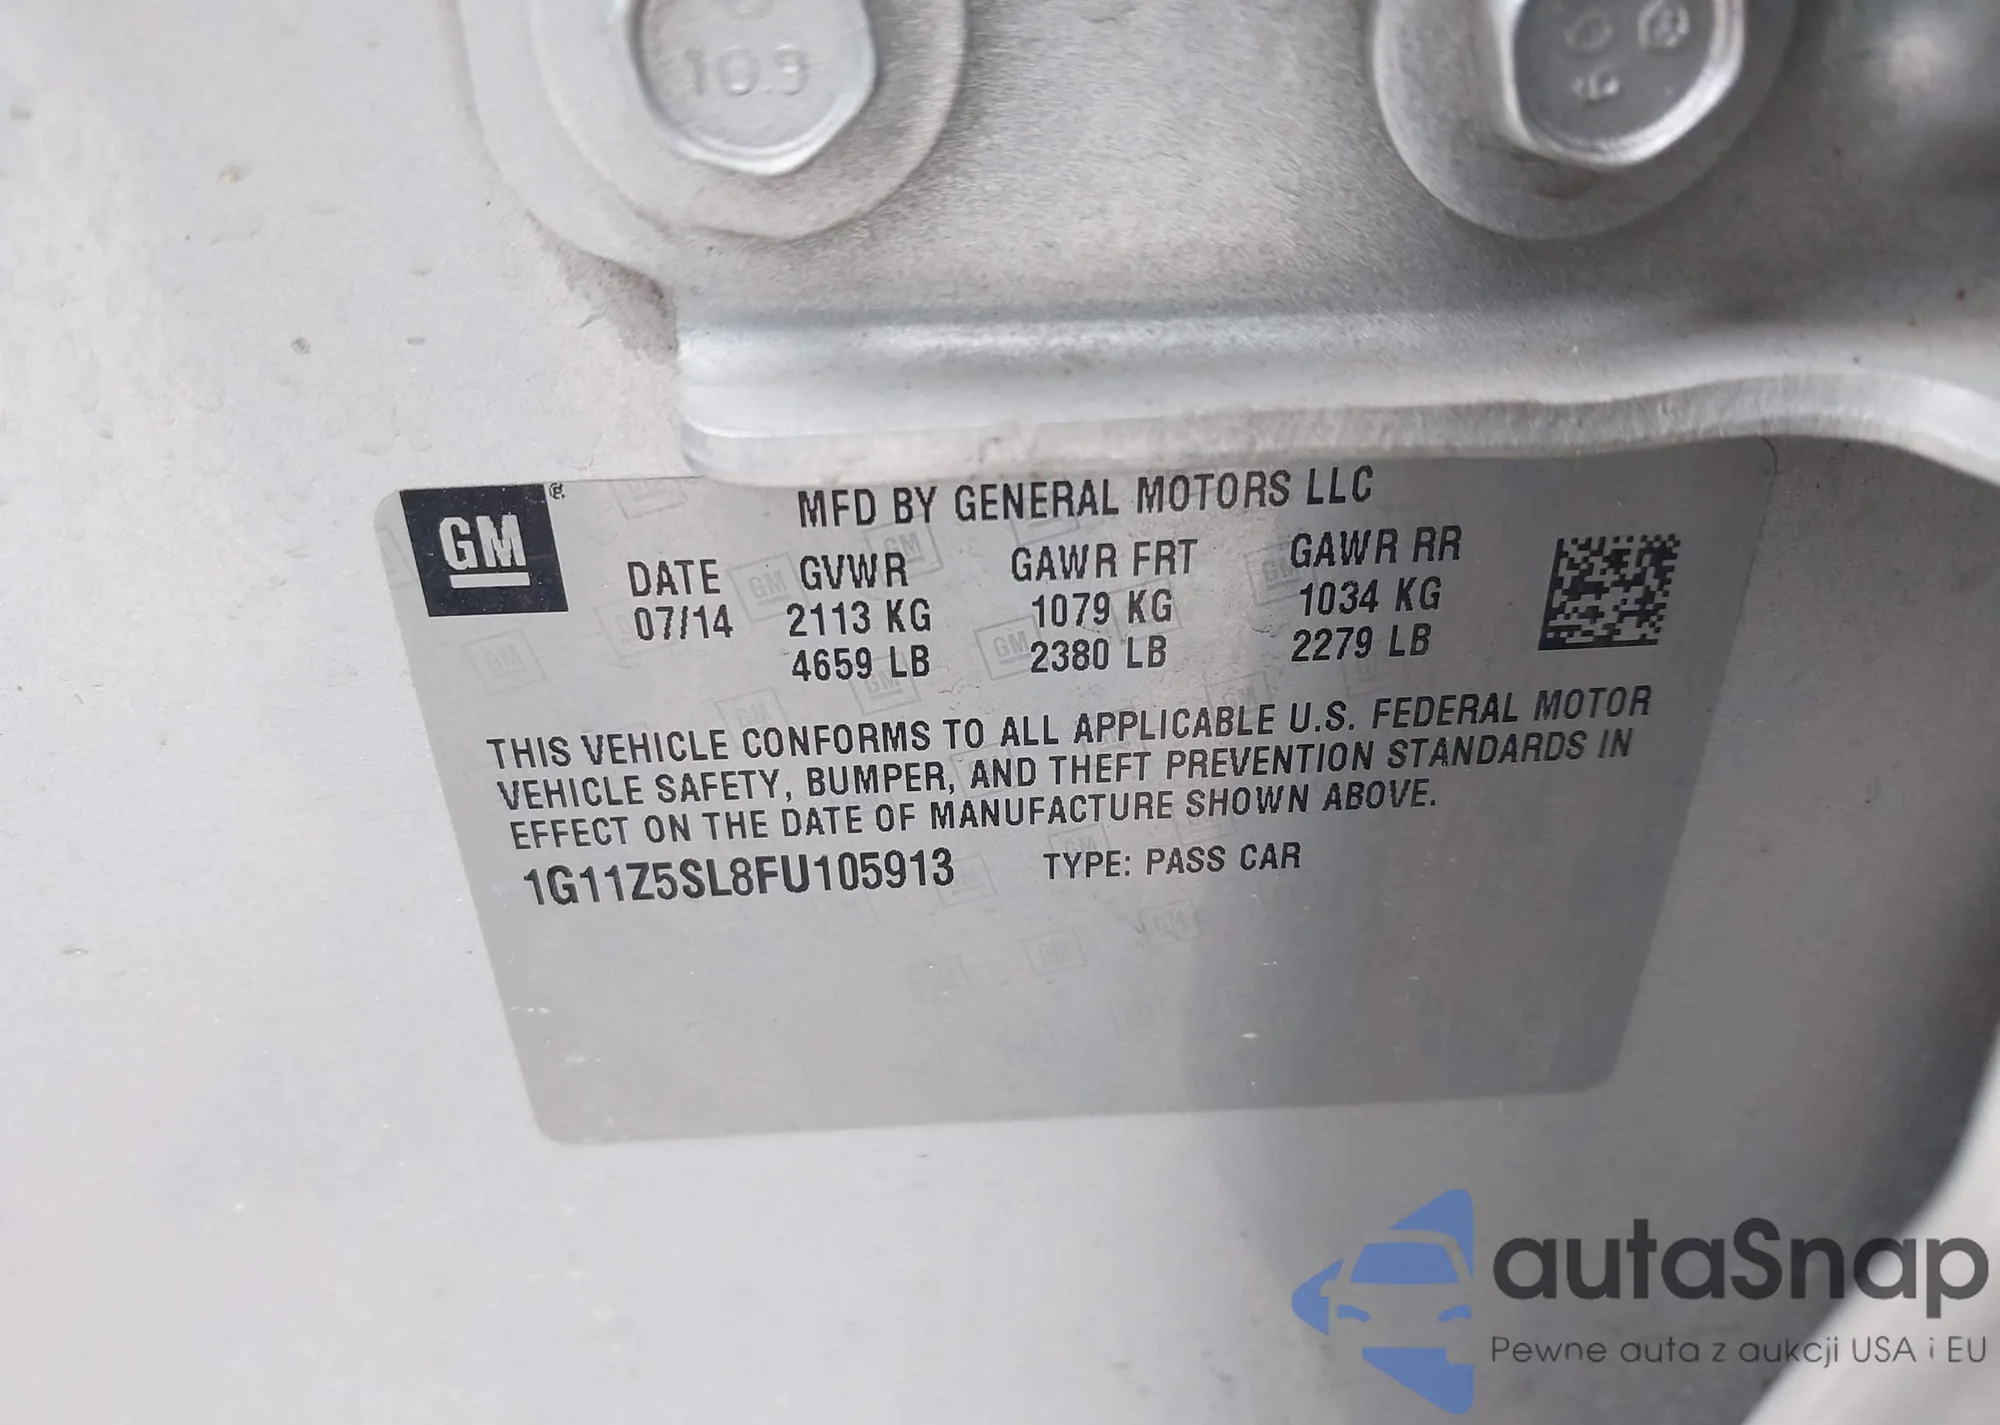 10.9
GM
MFD BY GENERAL MOTORS LLC
DATE GVWR GAWR FRT GAWR RR
07/14 2113 KG 1079 KG 1034 KG
4659 LB 2380 LB 2279 LB
THIS VEHICLE CONFORMS TO ALL APPLICABLE U.S. FEDERAL MOTOR
VEHICLE SAFETY, BUMPER, AND THEFT PREVENTION STANDARDS IN
EFFECT ON THE DATE OF MANUFACTURE SHOWN ABOVE.
1G11Z5SL8FU105913 TYPE: PASS CAR
autaSnap
Pewne auta z aukcji USA i EU